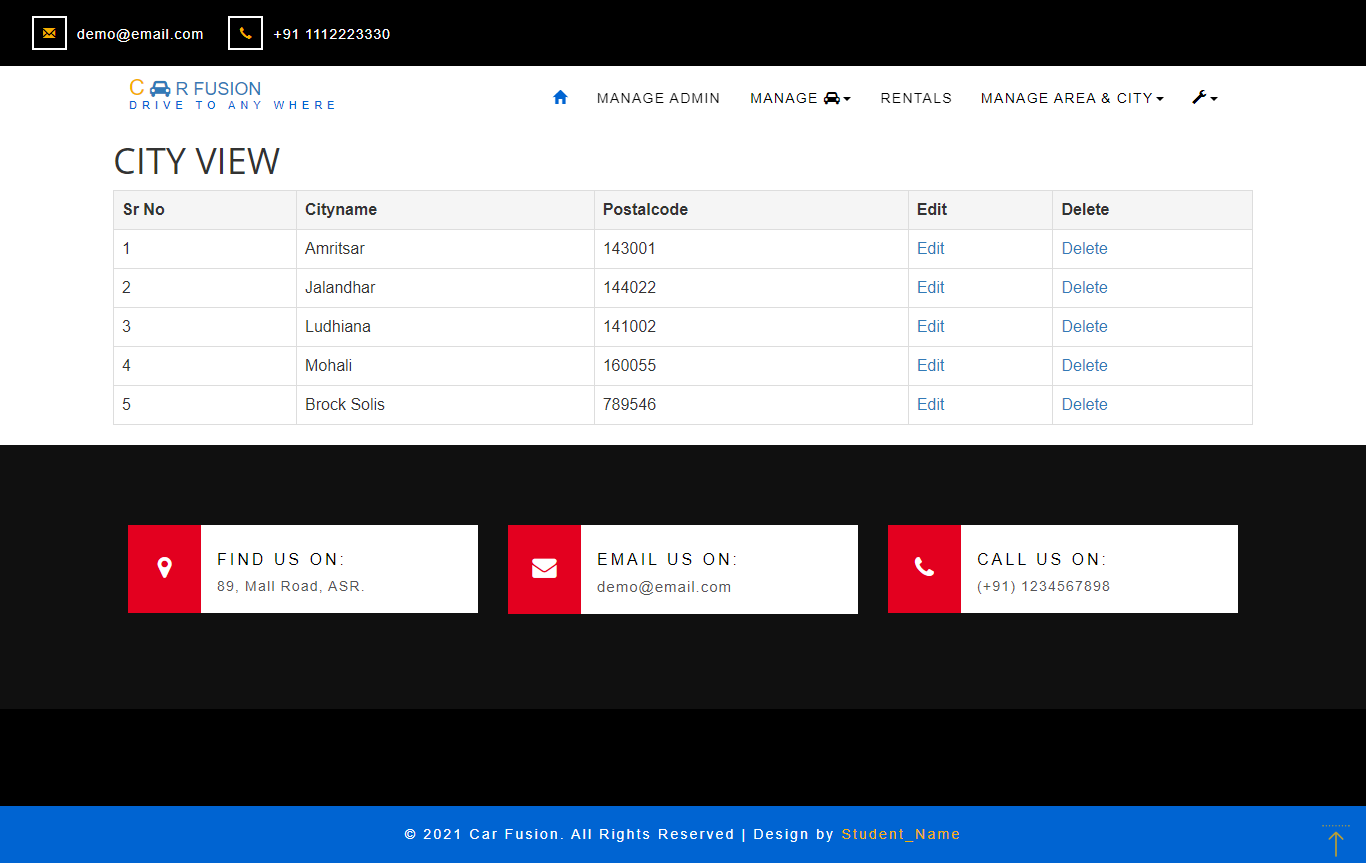 demo@email.com +91 1112223330
C R FUSION
DRIVE TO ANY WHERE
MANAGE ADMIN MANAGE RENTALS MANAGE AREA & CITY
CITY VIEW
Sr No Cityname Postalcode Edit Delete
1 Amritsar 143001 Edit Delete
2 Jalandhar 144022 Edit Delete
3 Ludhiana 141002 Edit Delete
4 Mohali 160055 Edit Delete
5 Brock Solis 789546 Edit Delete
FIND US ON:
89, Mall Road, ASR.
EMAIL US ON:
demo@email.com
CALL US ON:
(+91) 1234567898
© 2021 Car Fusion. All Rights Reserved | Design by Student_Name